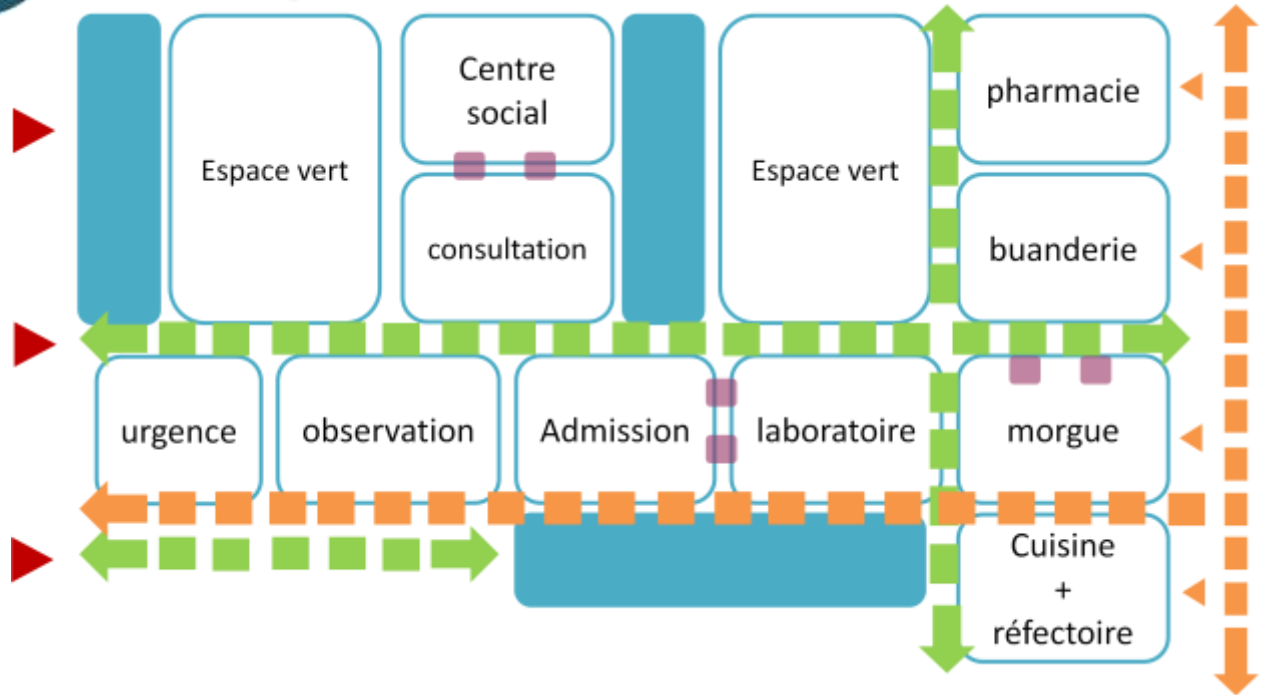 Centre
social
pharmacie
Espace vert
Espace vert
consultation
buanderie
urgence
observation
Admission
laboratoire
morgue
Cuisine
+
réfectoire